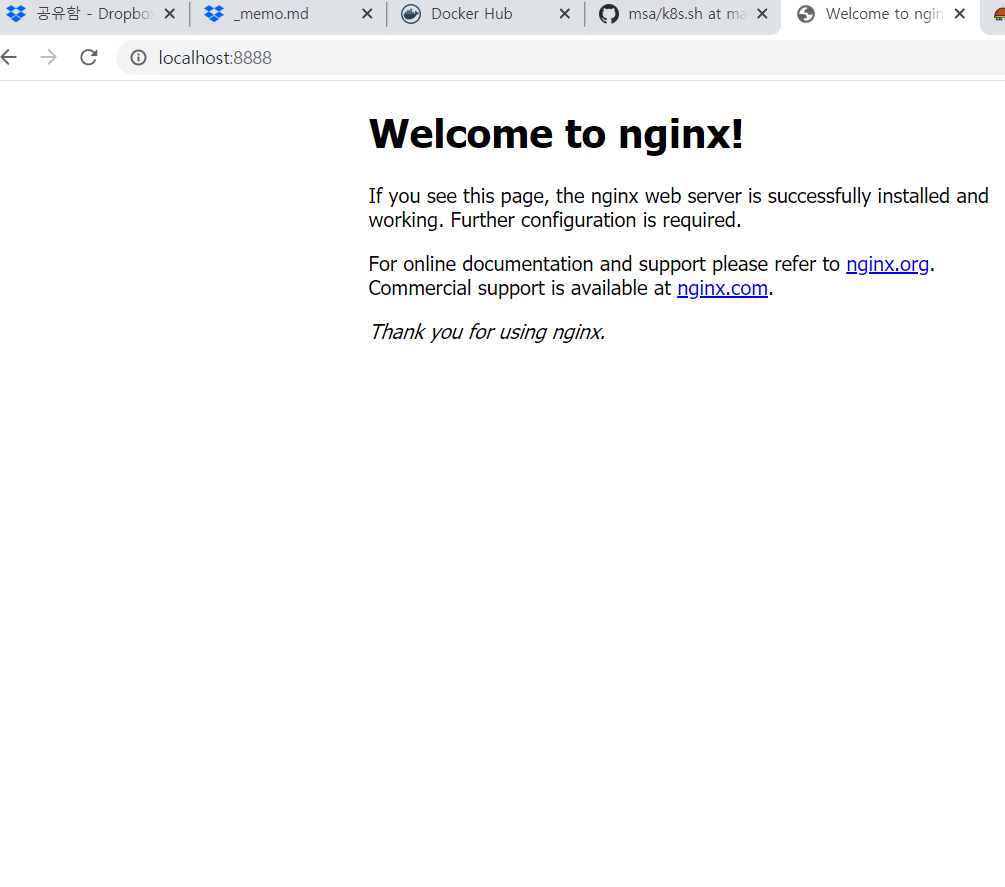 공유함 - Dropbo
_memo.md
Docker Hub
msa/k8s.sh at ma
Welcome to ngin
localhost:8888
Welcome to nginx!
If you see this page, the nginx web server is successfully installed and
working. Further configuration is required.
For online documentation and support please refer to nginx.org.
Commercial support is available at nginx.com.
Thank you for using nginx.